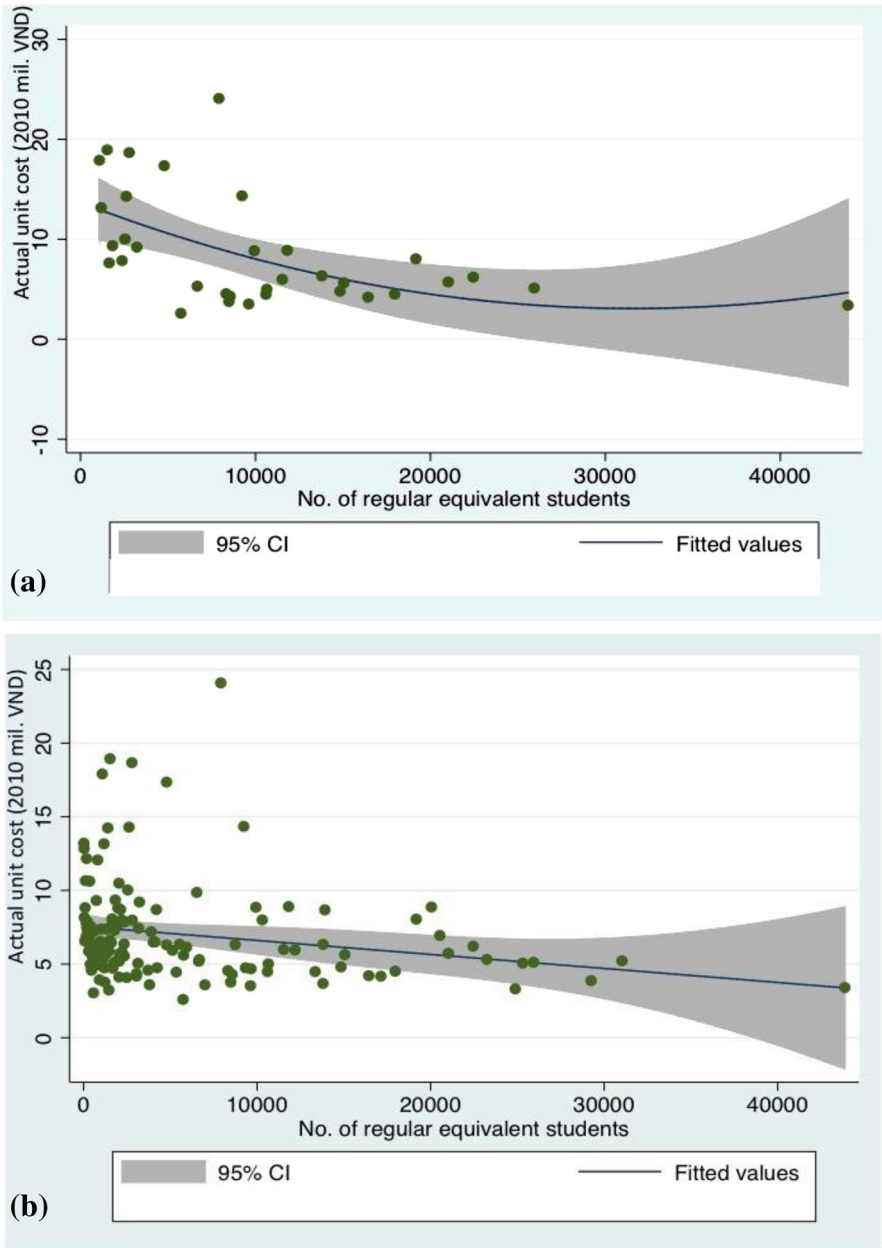 Actual unit cost (2010 mil. VND)
30
20
10
0
-10
0 10000 20000 30000 40000
No. of regular equivalent students
95% CI Fitted values
(a)
Actual unit cost (2010 mil. VND)
25
20
15
10
5
0
0 10000 20000 30000 40000
No. of regular equivalent students
95% CI Fitted values
(b)